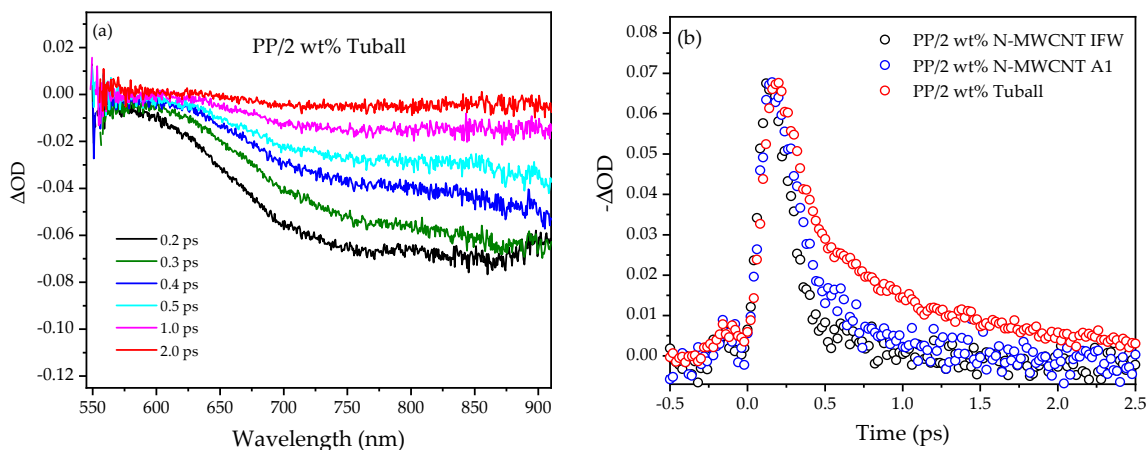 (a)
PP/2 wt% Tuball
0.02
0.00
-0.02
-0.04
-0.06
-0.08
-0.10
-0.12
ΔOD
0.2 ps
0.3 ps
0.4 ps
0.5 ps
1.0 ps
2.0 ps
550 600 650 700 750 800 850 900
Wavelength (nm)
(b)
PP/2 wt% N-MWCNT IFW
PP/2 wt% N-MWCNT A1
PP/2 wt% Tuball
0.07
0.06
0.05
0.04
0.03
0.02
0.01
0.00
-ΔOD
-0.5 0.0 0.5 1.0 1.5 2.0 2.5
Time (ps)